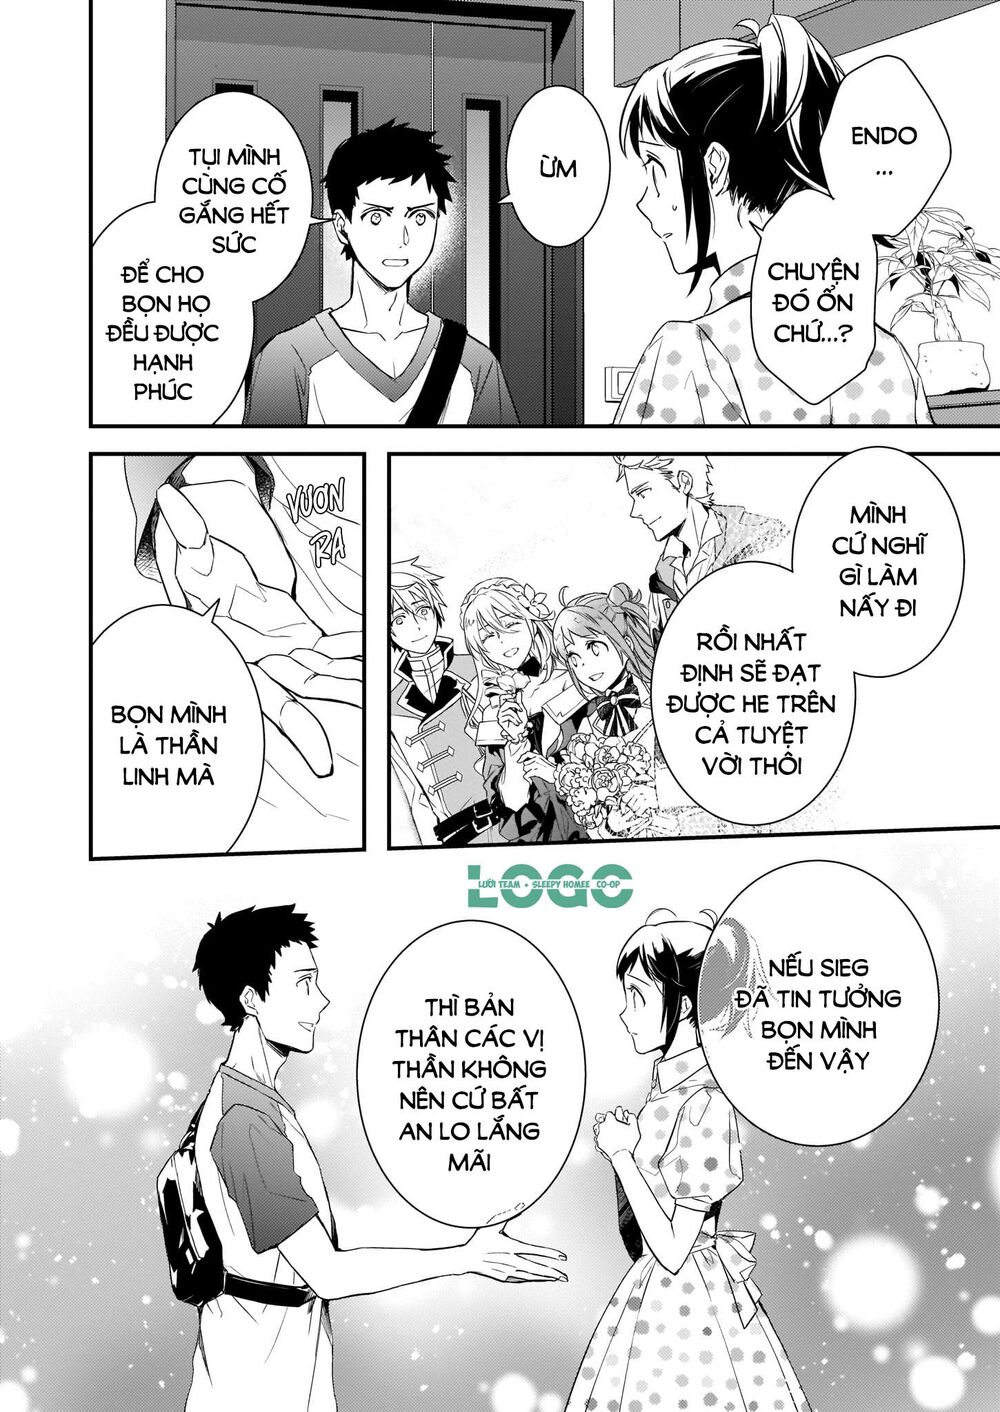 ENDO
...
CHUYỆN
ĐÓ ỔN
CHỨ...?
ỪM
TỤI MÌNH
CÙNG CỐ
GẮNG HẾT
SỨC
ĐỂ CHO
BỌN HỌ
ĐỀU ĐƯỢC
HẠNH
PHÚC
MÌNH
CỨ NGHĨ
GÌ LÀM
NẤY ĐI
RỒI NHẤT
ĐỊNH SẼ ĐẠT
ĐƯỢC HE TRÊN
CẢ TUYỆT
VỜI THÔI
VƯƠN
RA
BỌN MÌNH
LÀ THẦN
LINH MÀ
LOGO
LƯỜI TEAM + SLEEPY HOMEE CO-OP
NẾU SIEG
ĐÃ TIN TƯỞNG
BỌN MÌNH
ĐẾN VẬY
THÌ BẢN
THÂN CÁC VỊ
THẦN KHÔNG
NÊN CỨ BẤT
AN LO LẮNG
MÃI